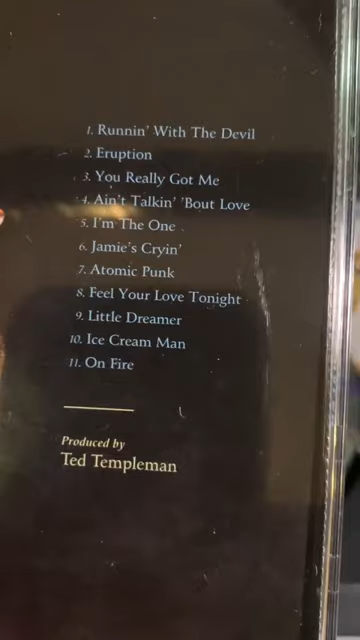 1. Runnin' With The Devil
2. Eruption
3. You Really Got Me
4. Ain't Talkin' 'Bout Love
5. I'm The One
6. Jamie's Cryin'
7. Atomic Punk
8. Feel Your Love Tonight
9. Little Dreamer
10. Ice Cream Man
11. On Fire
Produced by
Ted Templeman